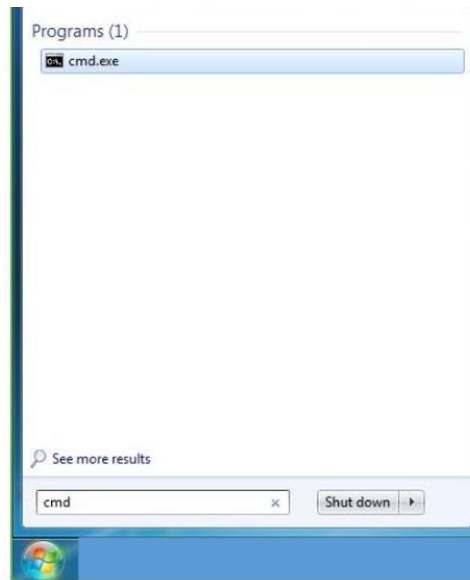 Programs (1)
cmd.exe
See more results
cmd
Shut down